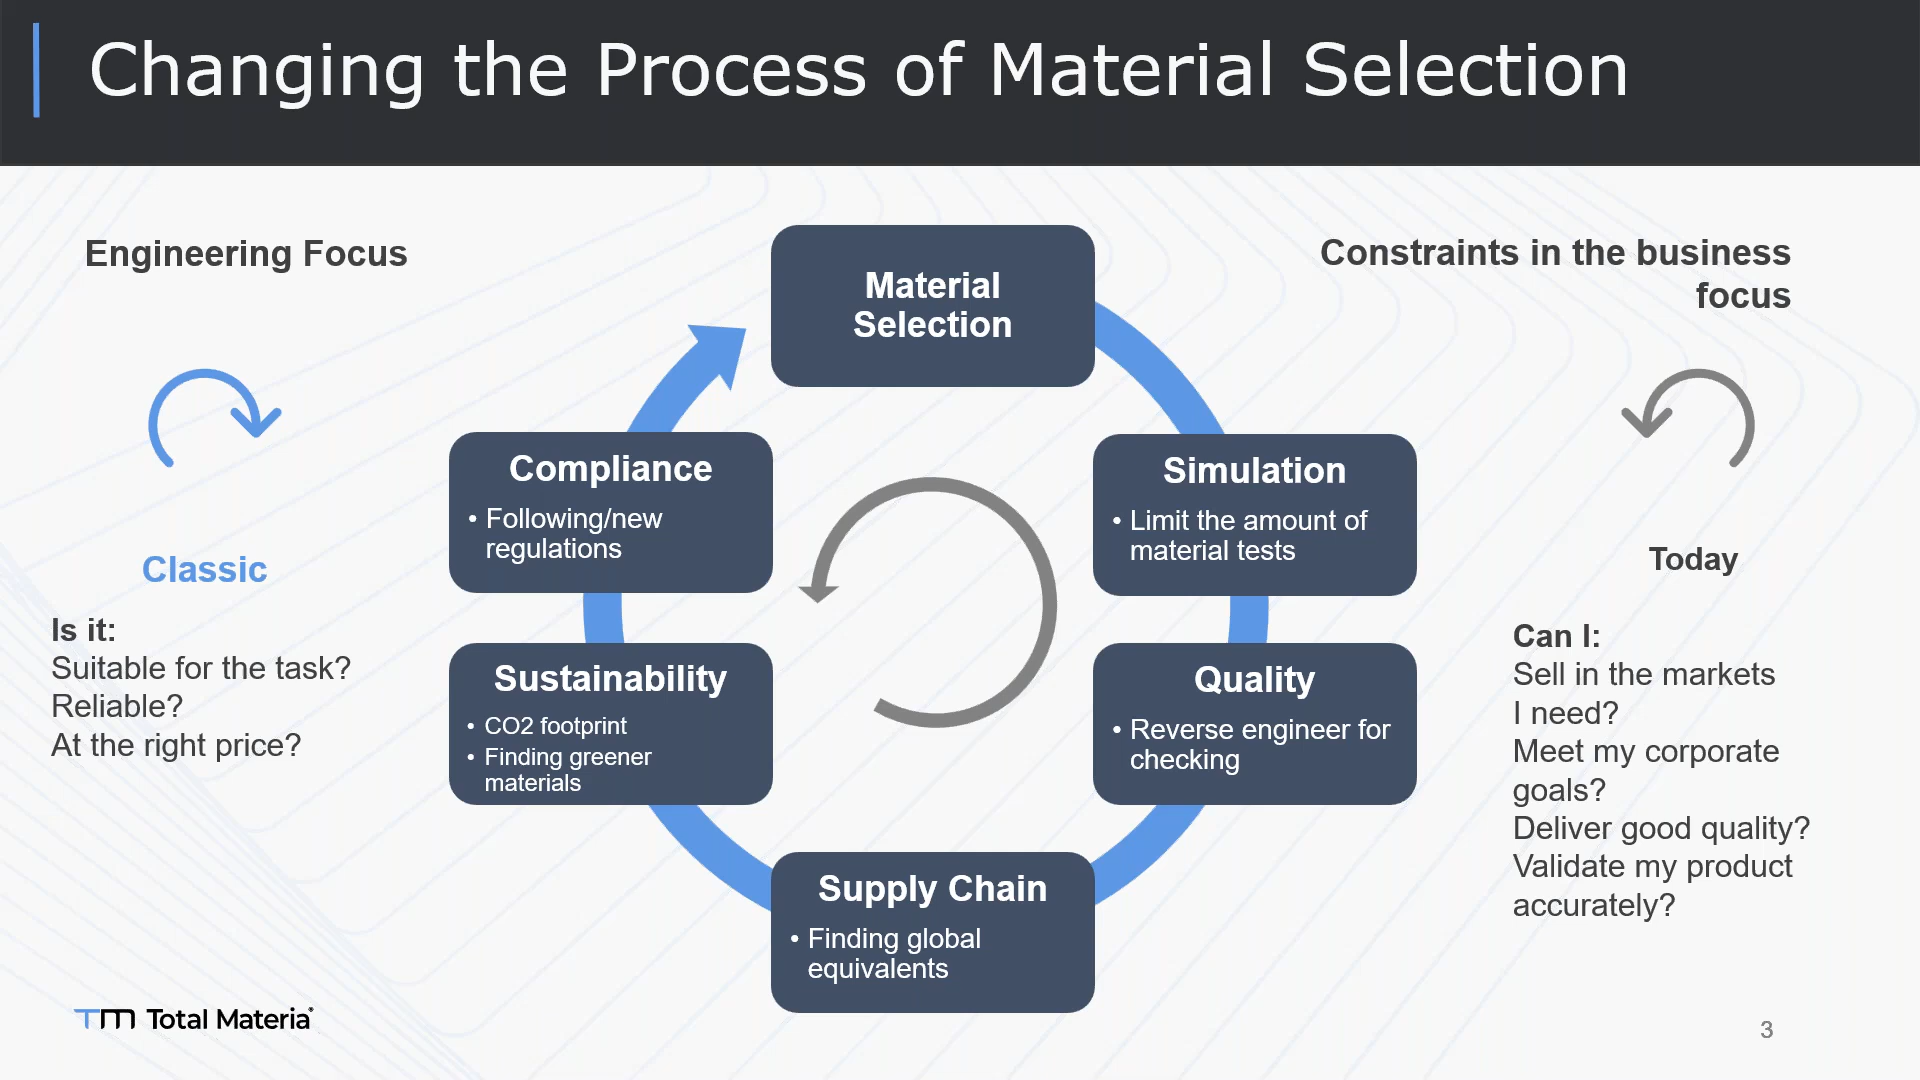 Changing the Process of Material Selection
Engineering Focus
Classic
Is it:
Suitable for the task?
Reliable?
At the right price?
Material
Selection
Simulation
• Limit the amount of
material tests
Quality
• Reverse engineer for
checking
Supply Chain
• Finding global
equivalents
Sustainability
• CO2 footprint
• Finding greener
materials
Compliance
• Following/new
regulations
Constraints in the business
focus
Today
Can I:
Sell in the markets
I need?
Meet my corporate
goals?
Deliver good quality?
Validate my product
accurately?
TM Total Materia®
3